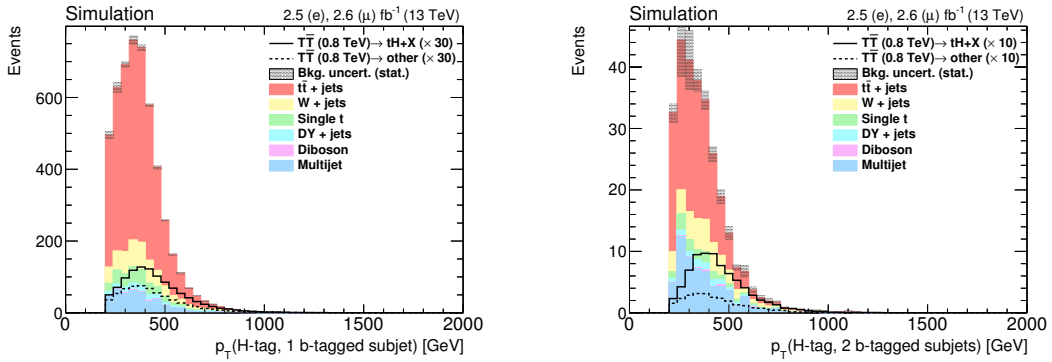 Simulation
2.5 (e), 2.6 (μ) fb⁻¹ (13 TeV)
Events
TT̅ (0.8 TeV)→ tH+X (× 30)
TT̅ (0.8 TeV)→ other (× 30)
Bkg. uncert. (stat.)
tt̅ + jets
W + jets
Single t
DY + jets
Diboson
Multijet
600
400
200
0
0 500 1000 1500 2000
p_T(H-tag, 1 b-tagged subjet) [GeV]
Simulation
2.5 (e), 2.6 (μ) fb⁻¹ (13 TeV)
Events
TT̅ (0.8 TeV)→ tH+X (× 10)
TT̅ (0.8 TeV)→ other (× 10)
Bkg. uncert. (stat.)
tt̅ + jets
W + jets
Single t
DY + jets
Diboson
Multijet
40
30
20
10
0
0 500 1000 1500 2000
p_T(H-tag, 2 b-tagged subjets) [GeV]